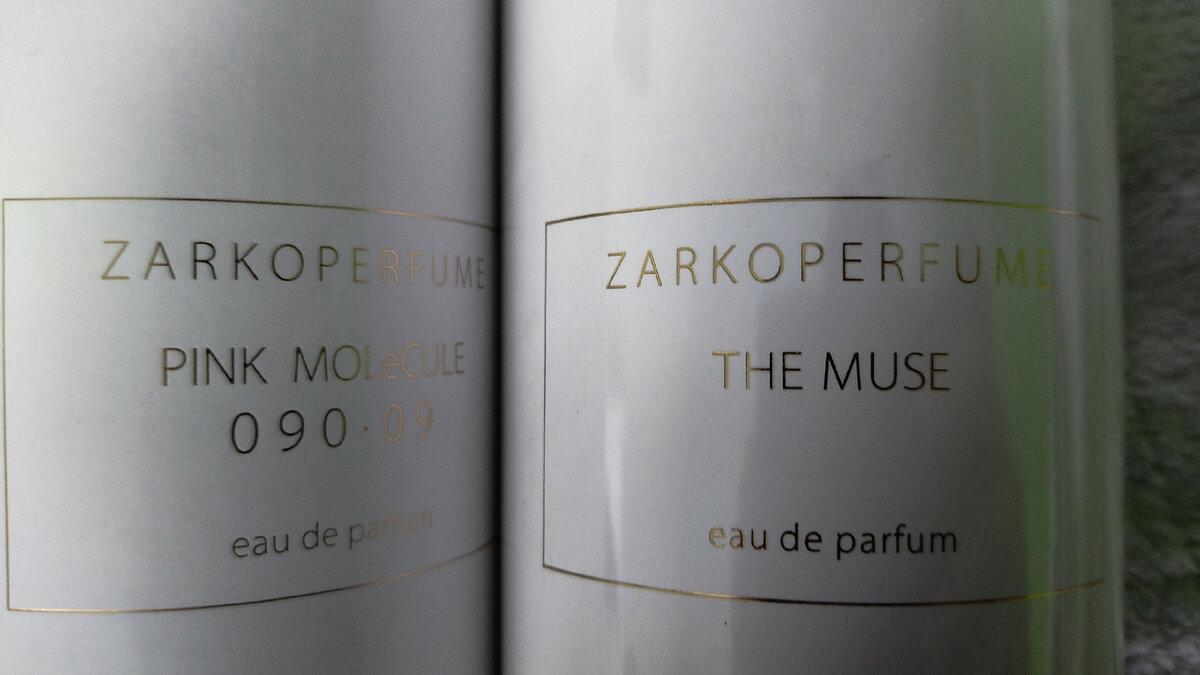 ZARKOPERFUME
PINK MOLéCULE
090·09
eau de parfum
ZARKOPERFUME
THE MUSE
eau de parfum